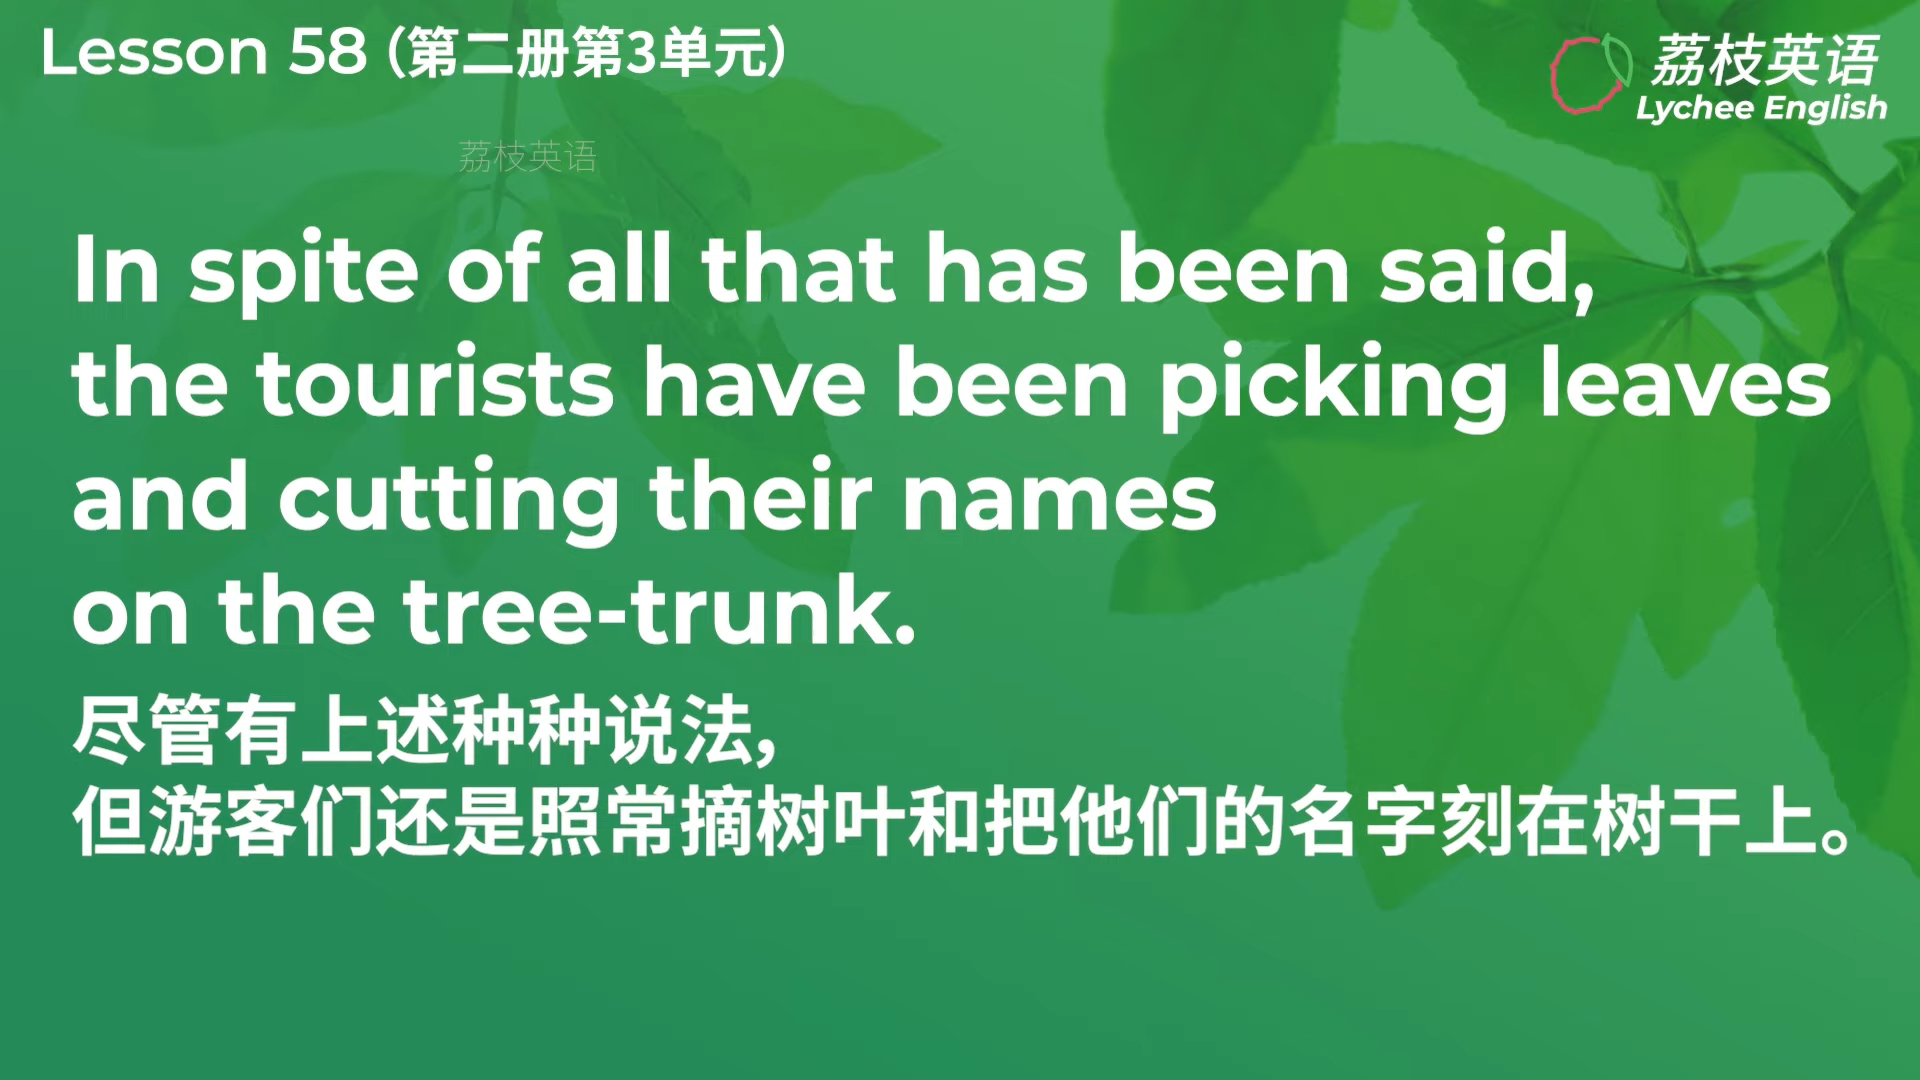 Lesson 58（第二册第3单元）
荔枝英语
Lychee English
荔枝英语
In spite of all that has been said,
the tourists have been picking leaves
and cutting their names
on the tree-trunk.
尽管有上述种种说法,
但游客们还是照常摘树叶和把他们的名字刻在树干上。